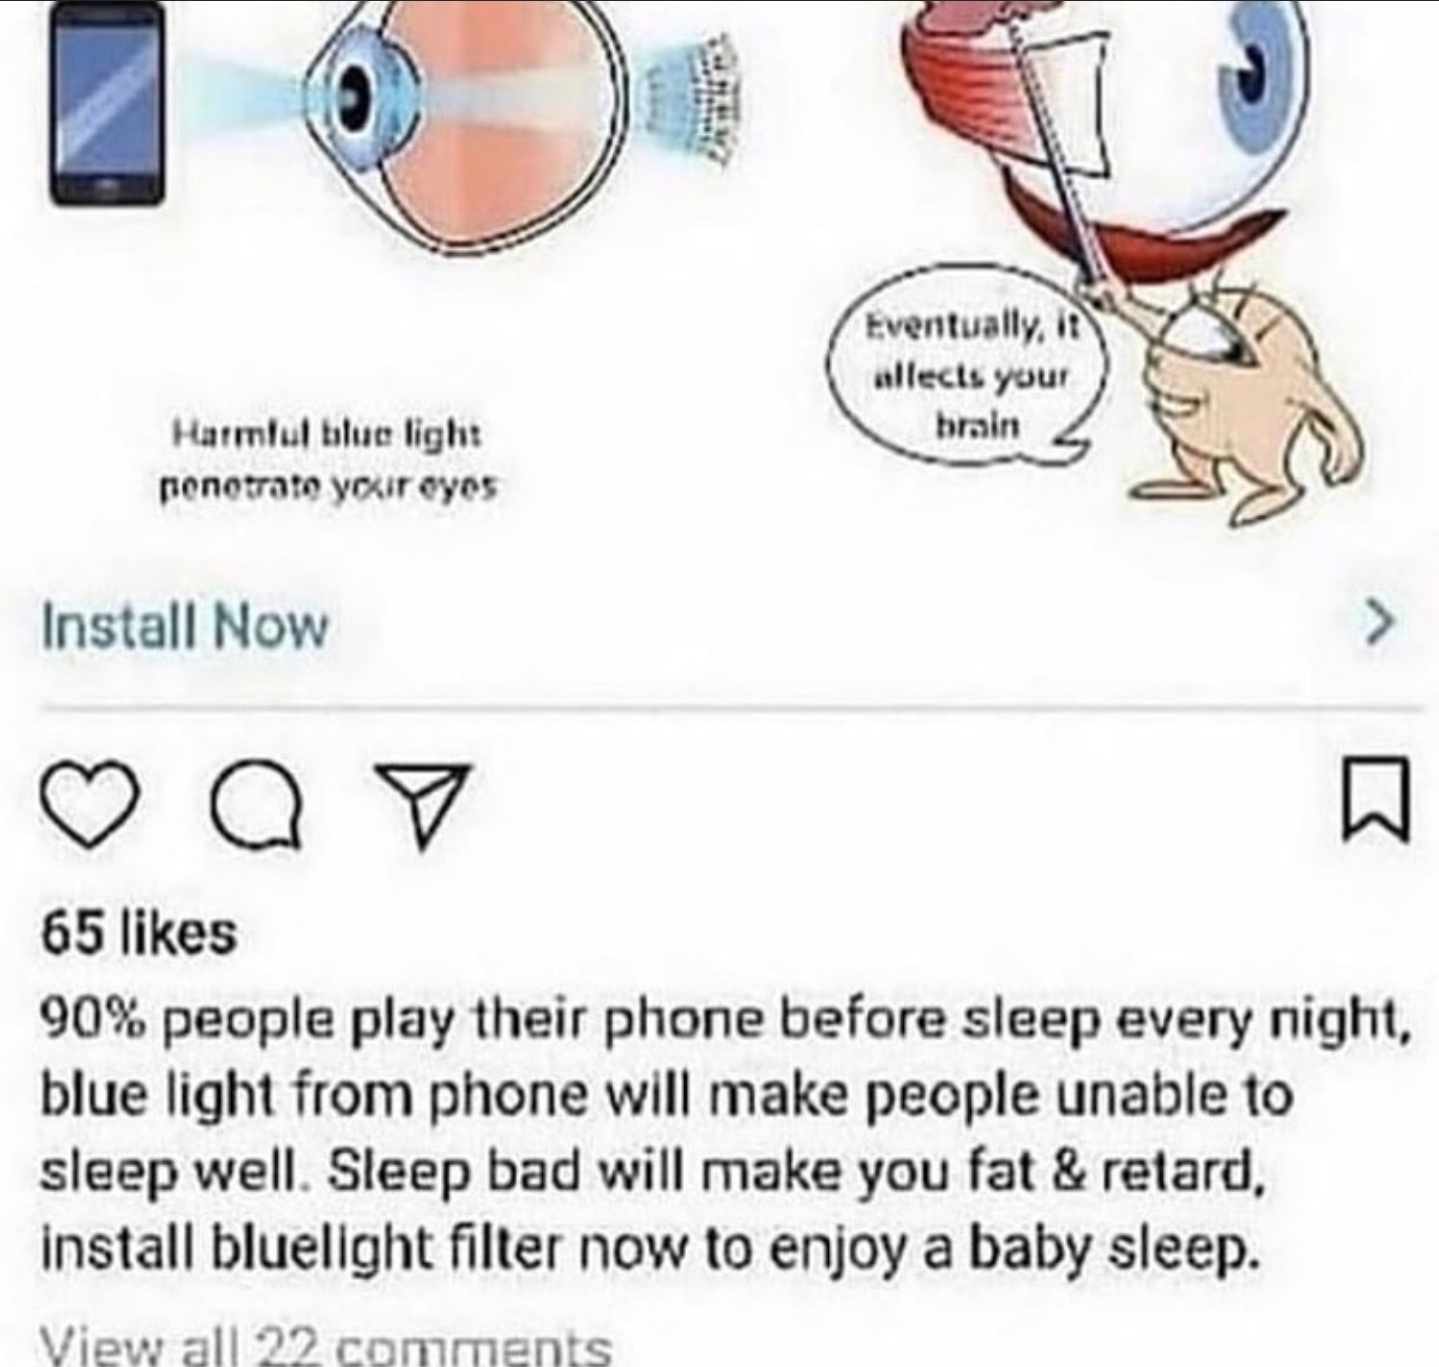 Harmful blue light
penetrate your eyes
Eventually, it
affects your
brain
Install Now
65 likes
90% people play their phone before sleep every night,
blue light from phone will make people unable to
sleep well. Sleep bad will make you fat & retard,
install bluelight filter now to enjoy a baby sleep.
View all 22 comments